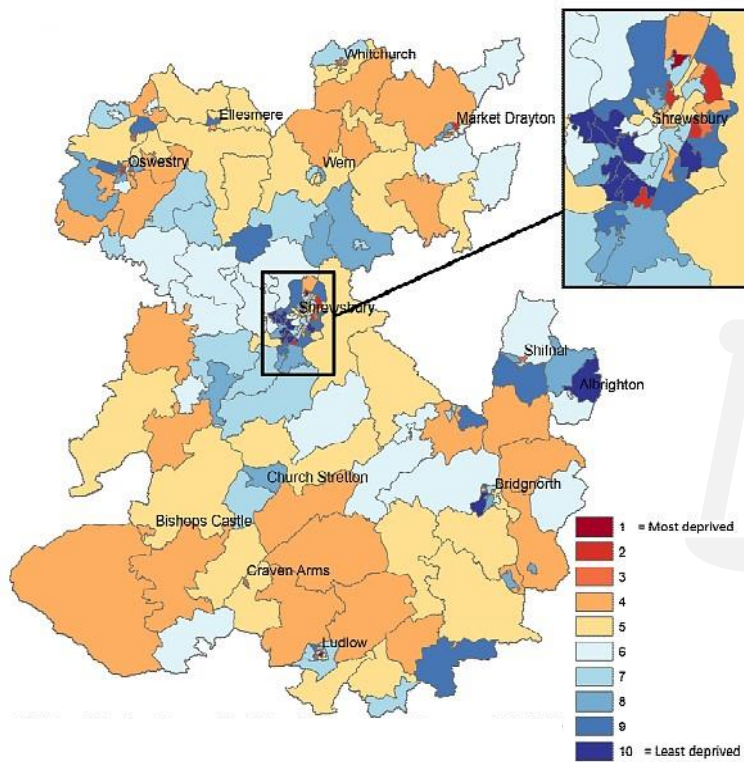 Whitchurch
Ellesmere
Market Drayton
Shrewsbury
Oswestry
Wem
Shrewsbury
Shifnal
Albrighton
Church Stretton
Bridgnorth
Bishops Castle
Craven Arms
Ludlow
1 = Most deprived
2
3
4
5
6
7
8
9
10 = Least deprived